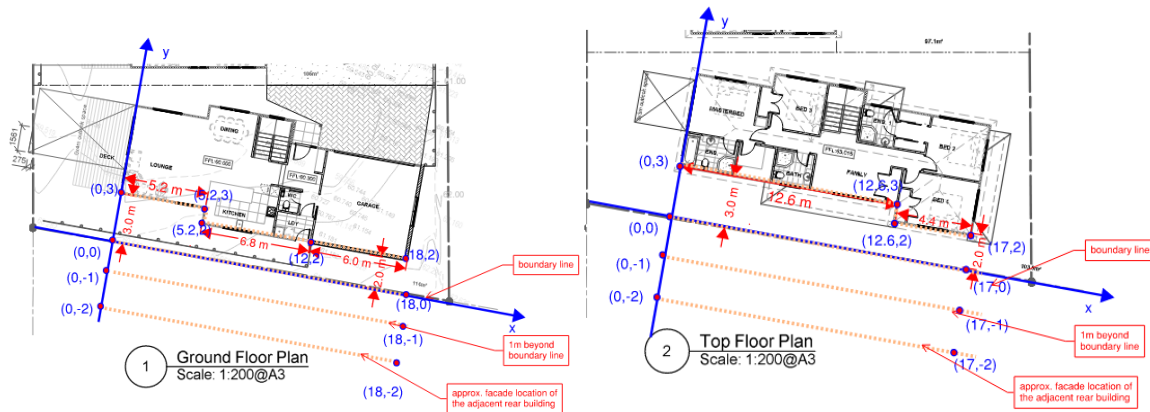 y
DINING
LOUNGE
DECK
1561
276
(0,3)
5.2 m
(5.2,3)
3.0 m
(5.2,2)
KITCHEN
GARAGE
6.8 m
(12,2)
6.0 m
(18,2)
2.0 m
(0,0)
(0,-1)
(0,-2)
boundary line
(18,0)
x
(18,-1)
1m beyond
boundary line
1
Ground Floor Plan
Scale: 1:200@A3
(18,-2)
approx. facade location of
the adjacent rear building
y
97.1m²
MASTERBED
BED 3
ENS
BED 2
(0,3)
BATH
FAMILY
(12.6,3)
12.6 m
3.0 m
4.4 m
(0,0)
(12.6,2)
(17,2)
2.0 m
(0,-1)
(0,-2)
boundary line
(17,0)
x
(17,-1)
1m beyond
boundary line
2
Top Floor Plan
Scale: 1:200@A3
(17,-2)
approx. facade location of
the adjacent rear building